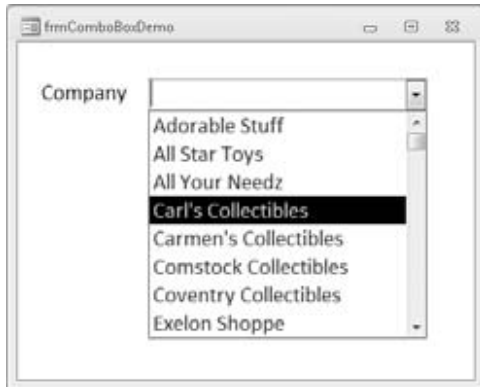 frmComboBoxDemo
Company
Adorable Stuff
All Star Toys
All Your Needz
Carl's Collectibles
Carmen's Collectibles
Comstock Collectibles
Coventry Collectibles
Exelon Shoppe